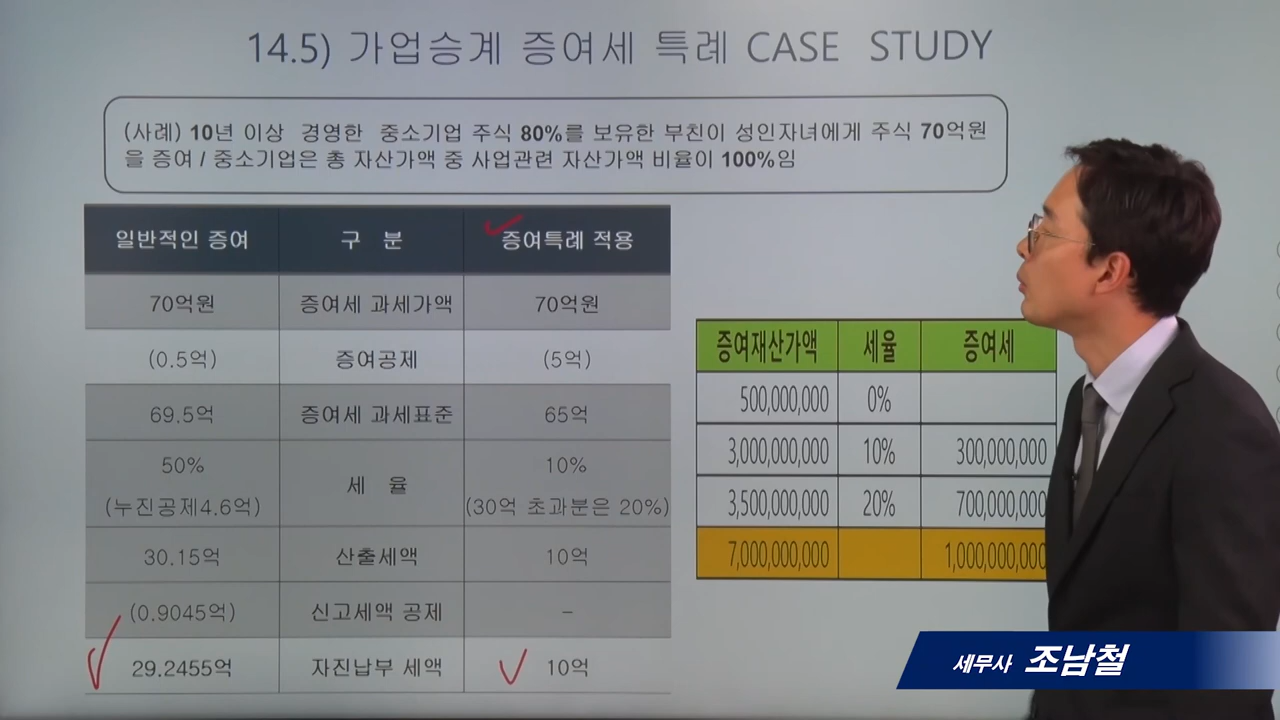 14.5) 가업승계 증여세 특례 CASE STUDY
(사례) 10년 이상 경영한 중소기업 주식 80%를 보유한 부친이 성인자녀에게 주식 70억원
을 증여 / 중소기업은 총 자산가액 중 사업관련 자산가액 비율이 100%임
일반적인 증여 구 분 증여특례 적용
70억원 증여세 과세가액 70억원
(0.5억) 증여공제 (5억)
69.5억 증여세 과세표준 65억
50% 10%
세 율
(누진공제4.6억) (30억 초과분은 20%)
30.15억 산출세액 10억
(0.9045억) 신고세액 공제 –
29.2455억 자진납부 세액 10억
증여재산가액 세율 증여세
500,000,000 0%
3,000,000,000 10% 300,000,000
3,500,000,000 20% 700,000,000
7,000,000,000 1,000,000,000
세무사 조남철